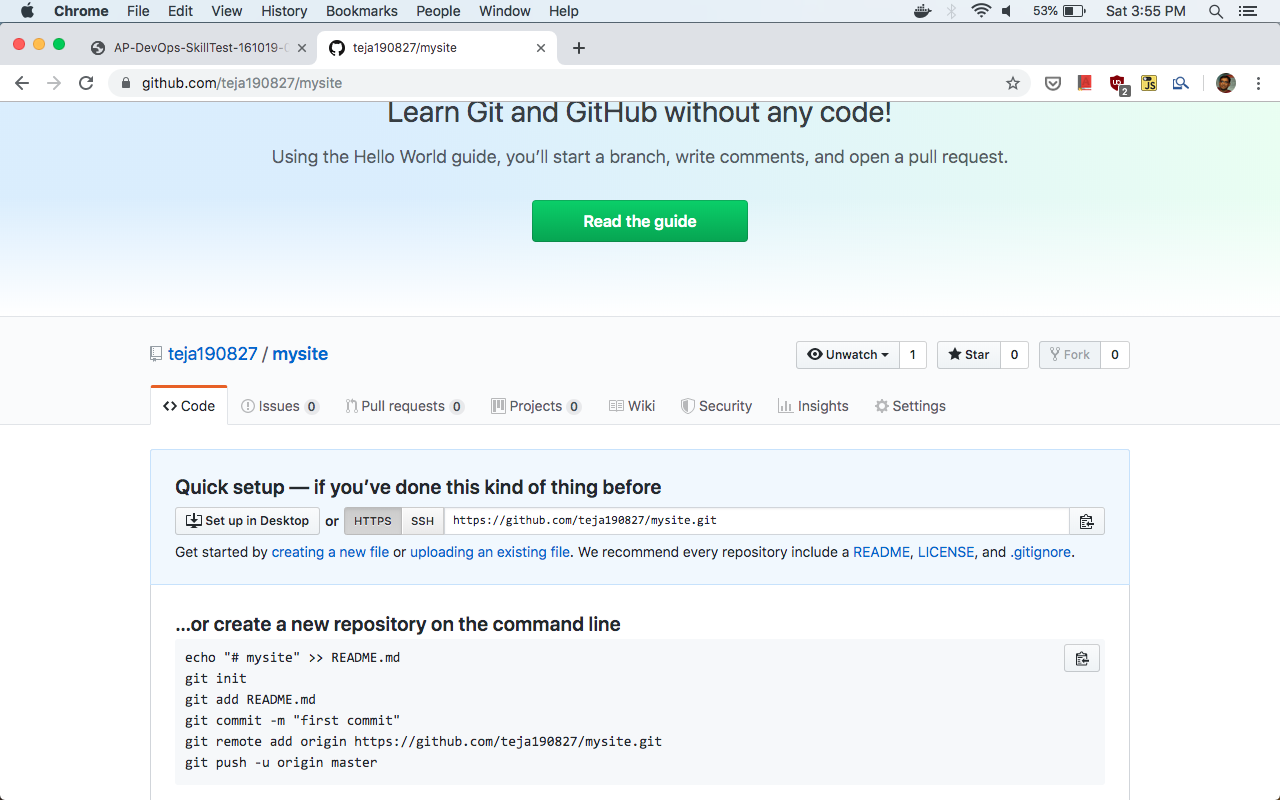 Chrome File Edit View History Bookmarks People Window Help 53% Sat 3:55 PM
AP-DevOps-SkillTest-161019- teja190827/mysite
github.com/teja190827/mysite 2 JS
Learn Git and GitHub without any code!
Using the Hello World guide, you’ll start a branch, write comments, and open a pull request.
Read the guide
teja190827 / mysite Unwatch 1 Star 0 Fork 0
Code Issues 0 Pull requests 0 Projects 0 Wiki Security Insights Settings
Quick setup — if you’ve done this kind of thing before
Set up in Desktop or HTTPS SSH https://github.com/teja190827/mysite.git
Get started by creating a new file or uploading an existing file. We recommend every repository include a README, LICENSE, and .gitignore.
…or create a new repository on the command line
echo "# mysite" >> README.md
git init
git add README.md
git commit -m "first commit"
git remote add origin https://github.com/teja190827/mysite.git
git push -u origin master